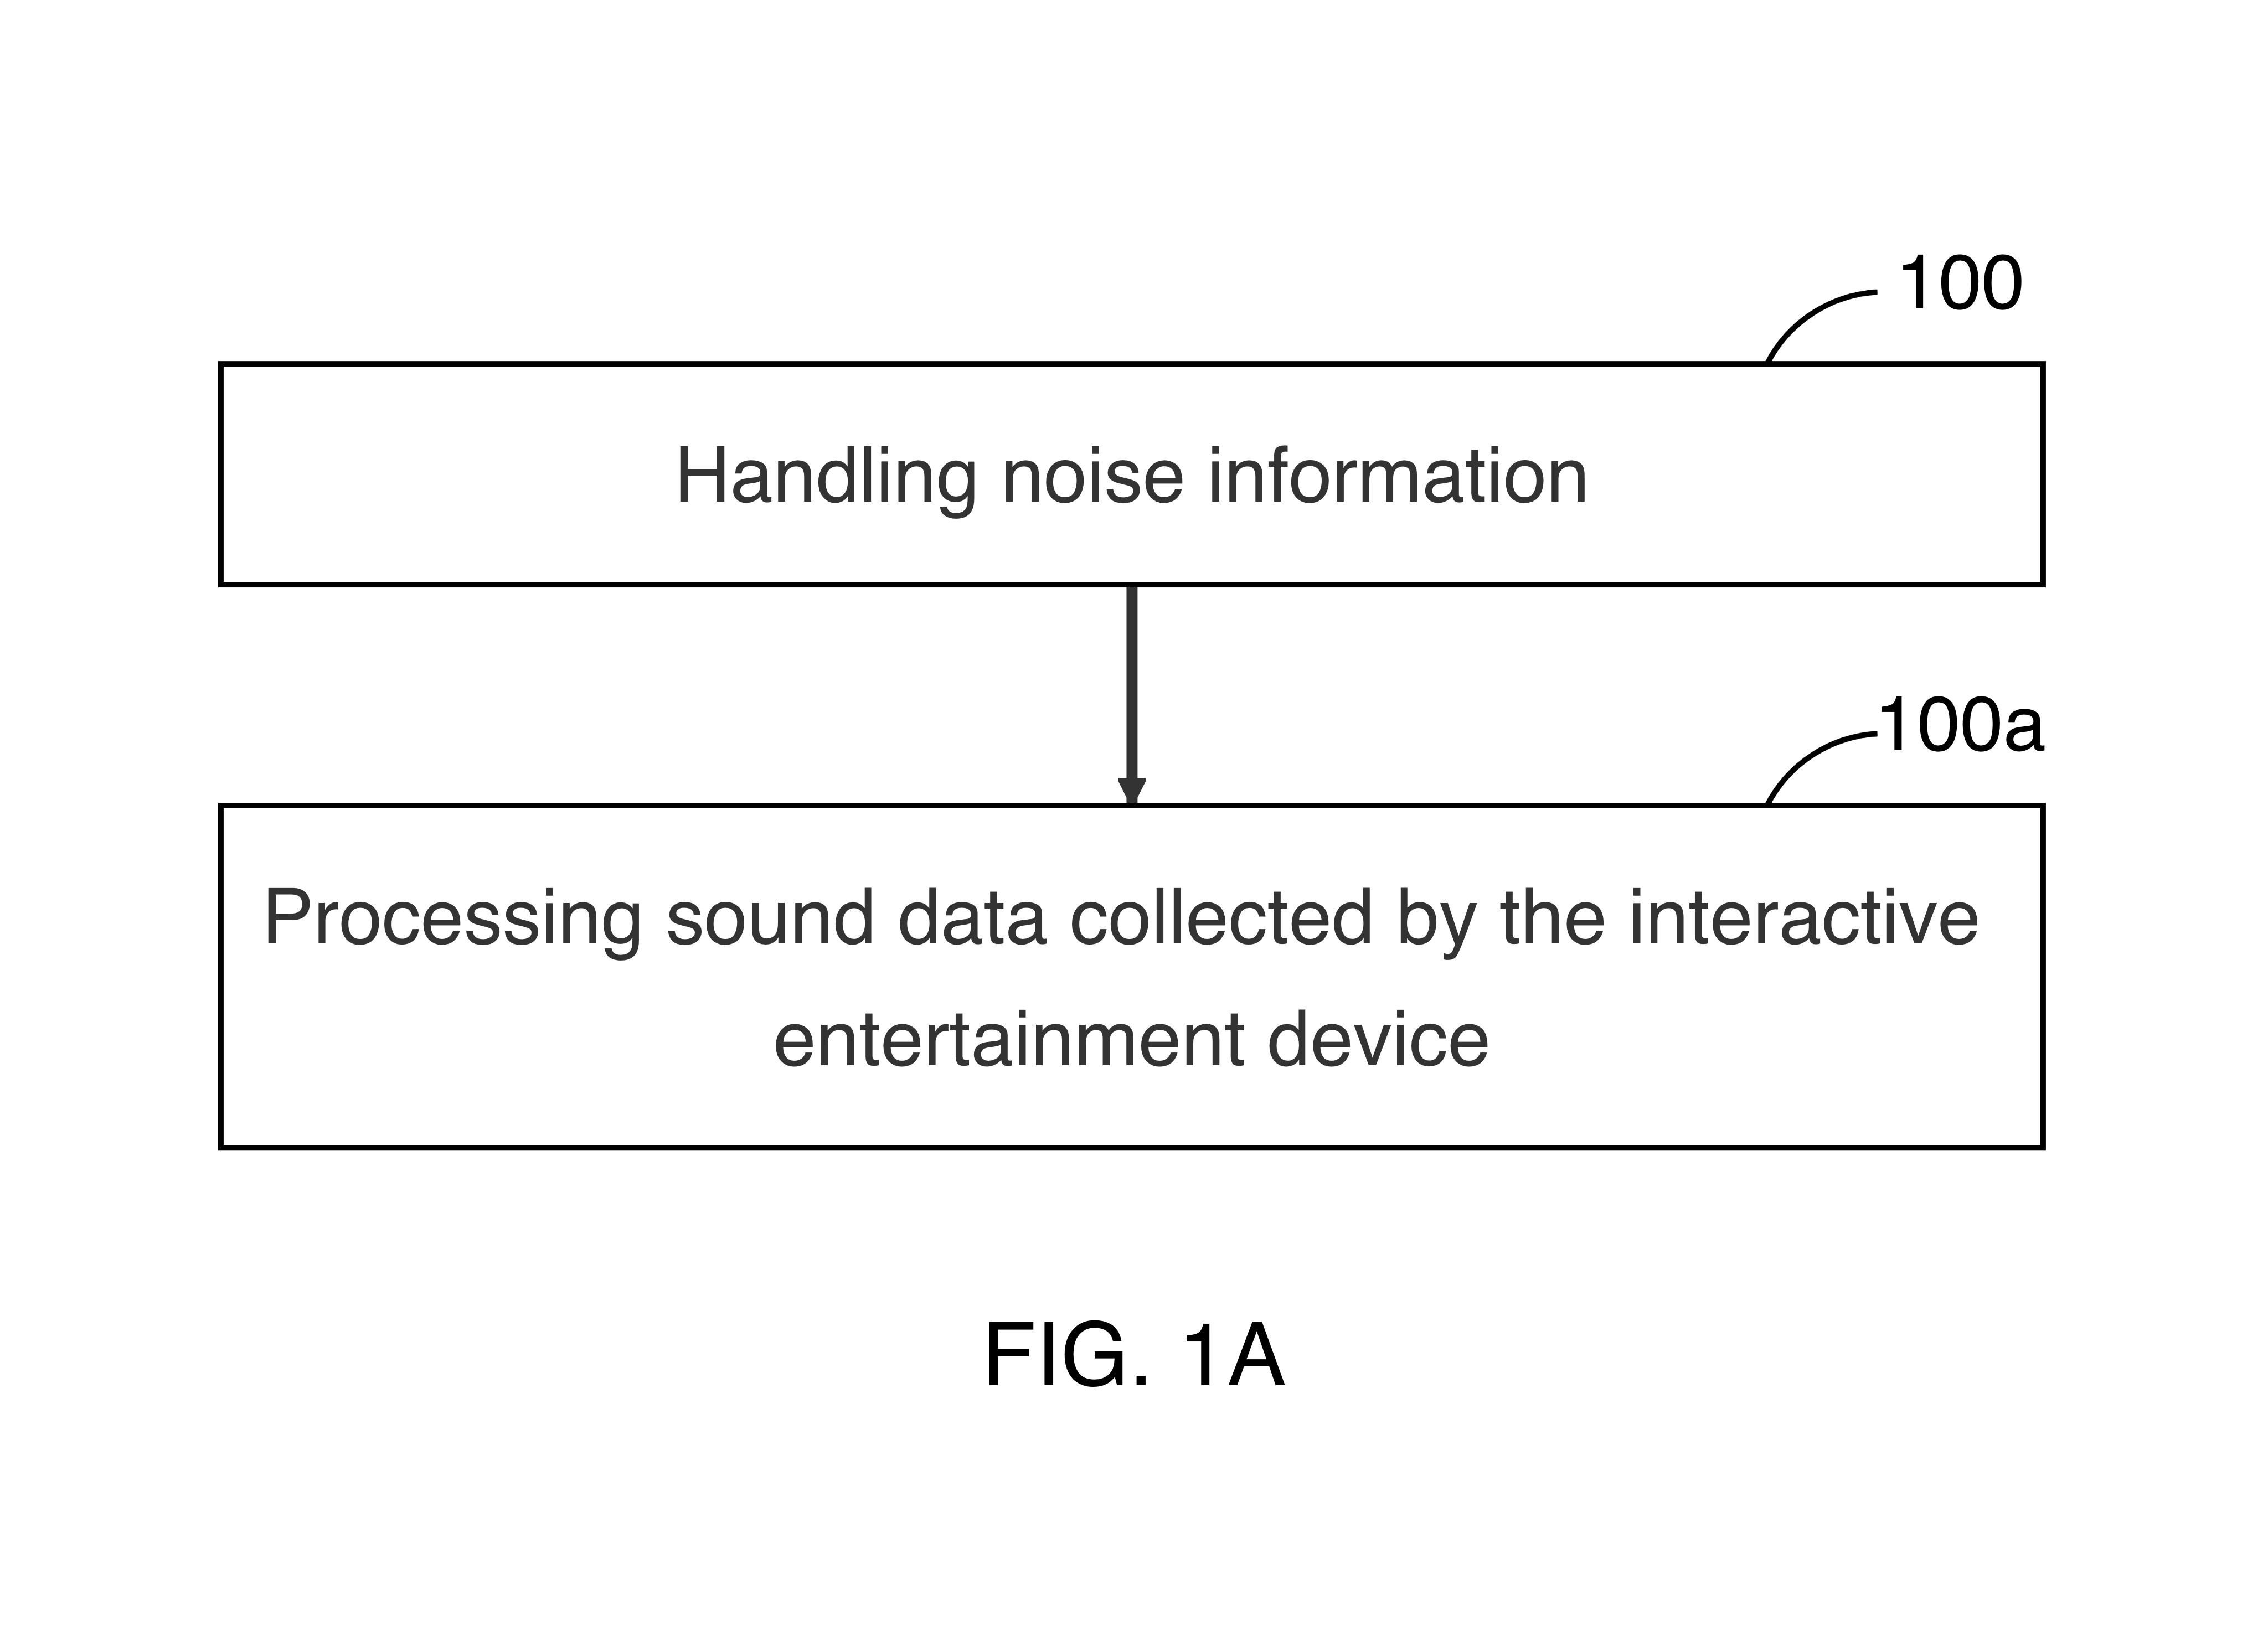 100
Handling noise information
100a
Processing sound data collected by the interactive
entertainment device
FIG. 1A